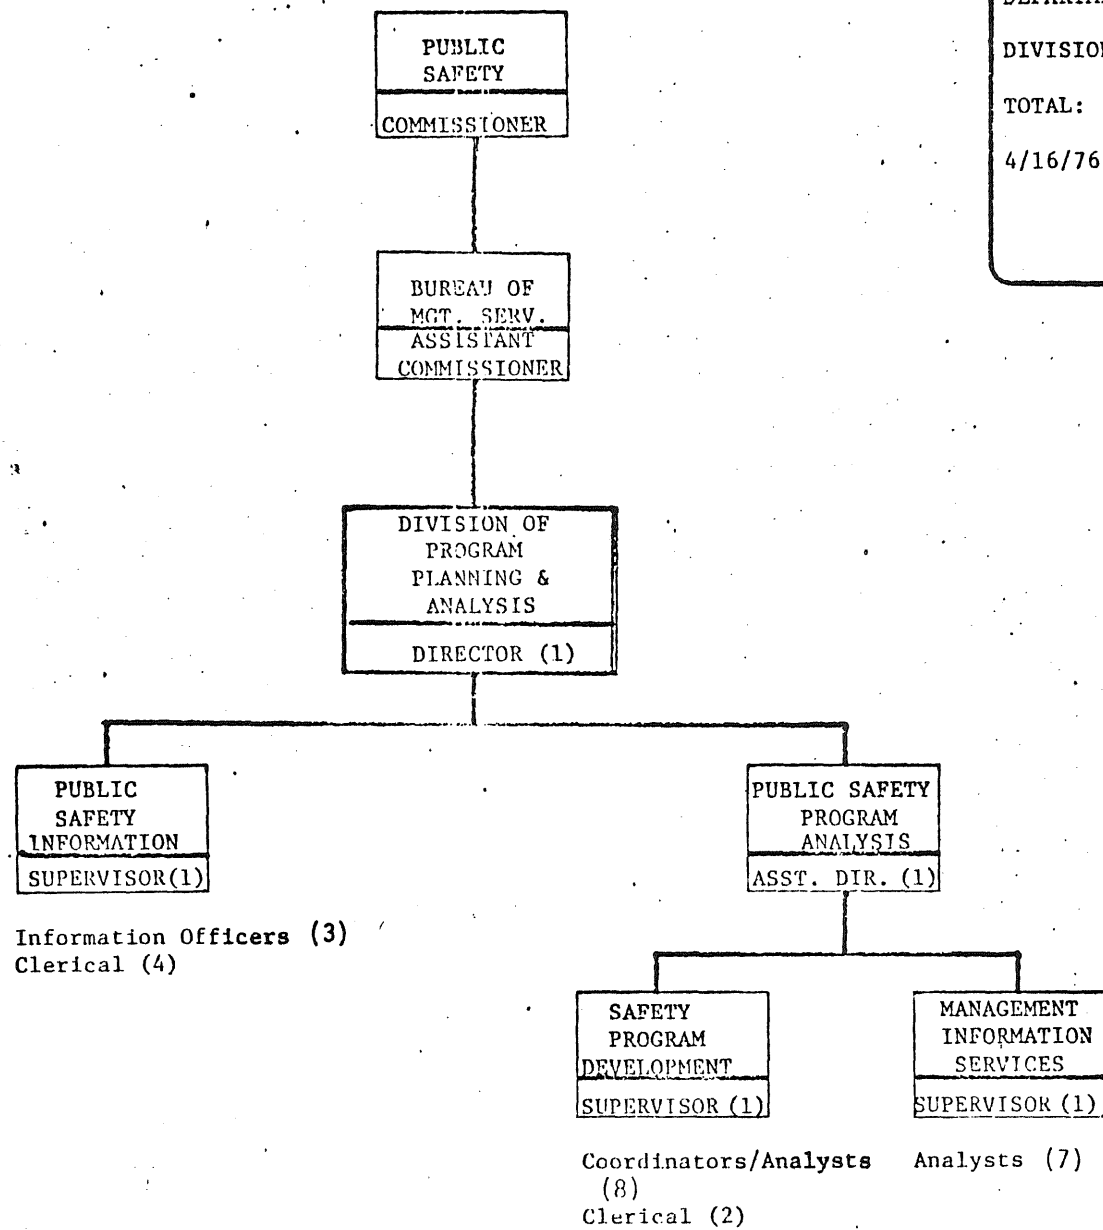 PUBLIC
SAFETY
COMMISSIONER
DIVISION
TOTAL:
4/16/76
BUREAU OF
MGT. SERV.
ASSISTANT
COMMISSIONER
DIVISION OF
PROGRAM
PLANNING &
ANALYSIS
DIRECTOR (1)
PUBLIC
SAFETY
INFORMATION
SUPERVISOR(1)
Information Officers (3)
Clerical (4)
PUBLIC SAFETY
PROGRAM
ANALYSIS
ASST. DIR. (1)
SAFETY
PROGRAM
DEVELOPMENT
SUPERVISOR (1)
Coordinators/Analysts
(8)
Clerical (2)
MANAGEMENT
INFORMATION
SERVICES
SUPERVISOR (1)
Analysts (7)